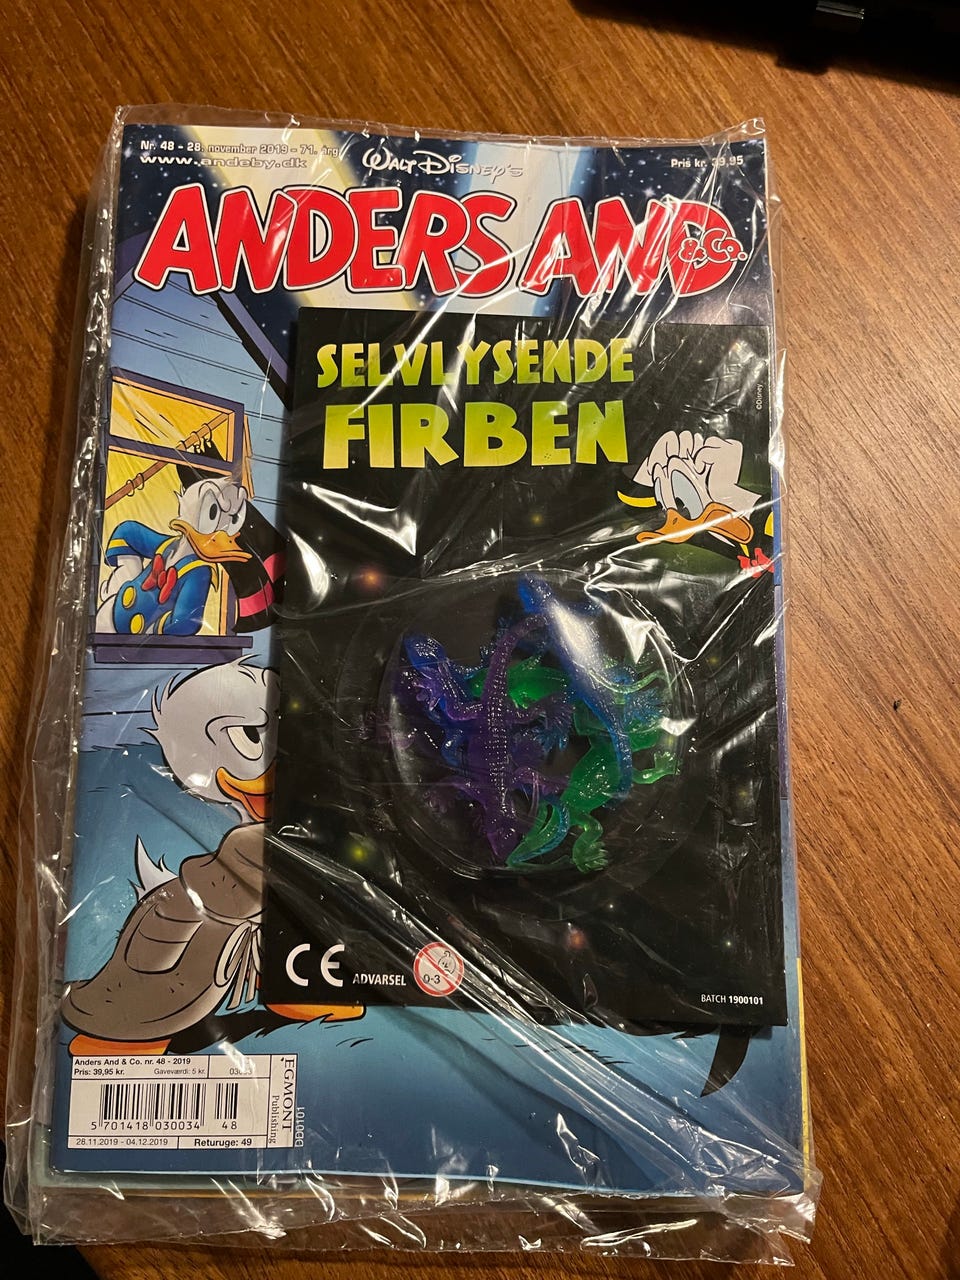 Nr. 48 - 28. november 2019 - 71. årg.
www.andeby.dk
WALT DISNEY'S
Pris kr. 39,95
ANDERS AND
& Co.
SELVLYSENDE
FIRBEN
©Disney
CE
ADVARSEL
0-3
BATCH 1900101
Anders And & Co. nr. 48 - 2019
Pris: 39,95 kr.
Gaveværdi: 5 kr.
5 701418 030034
48
28.11.2019 - 04.12.2019
Returuge: 49
EGMONT
Publishing
DD0101